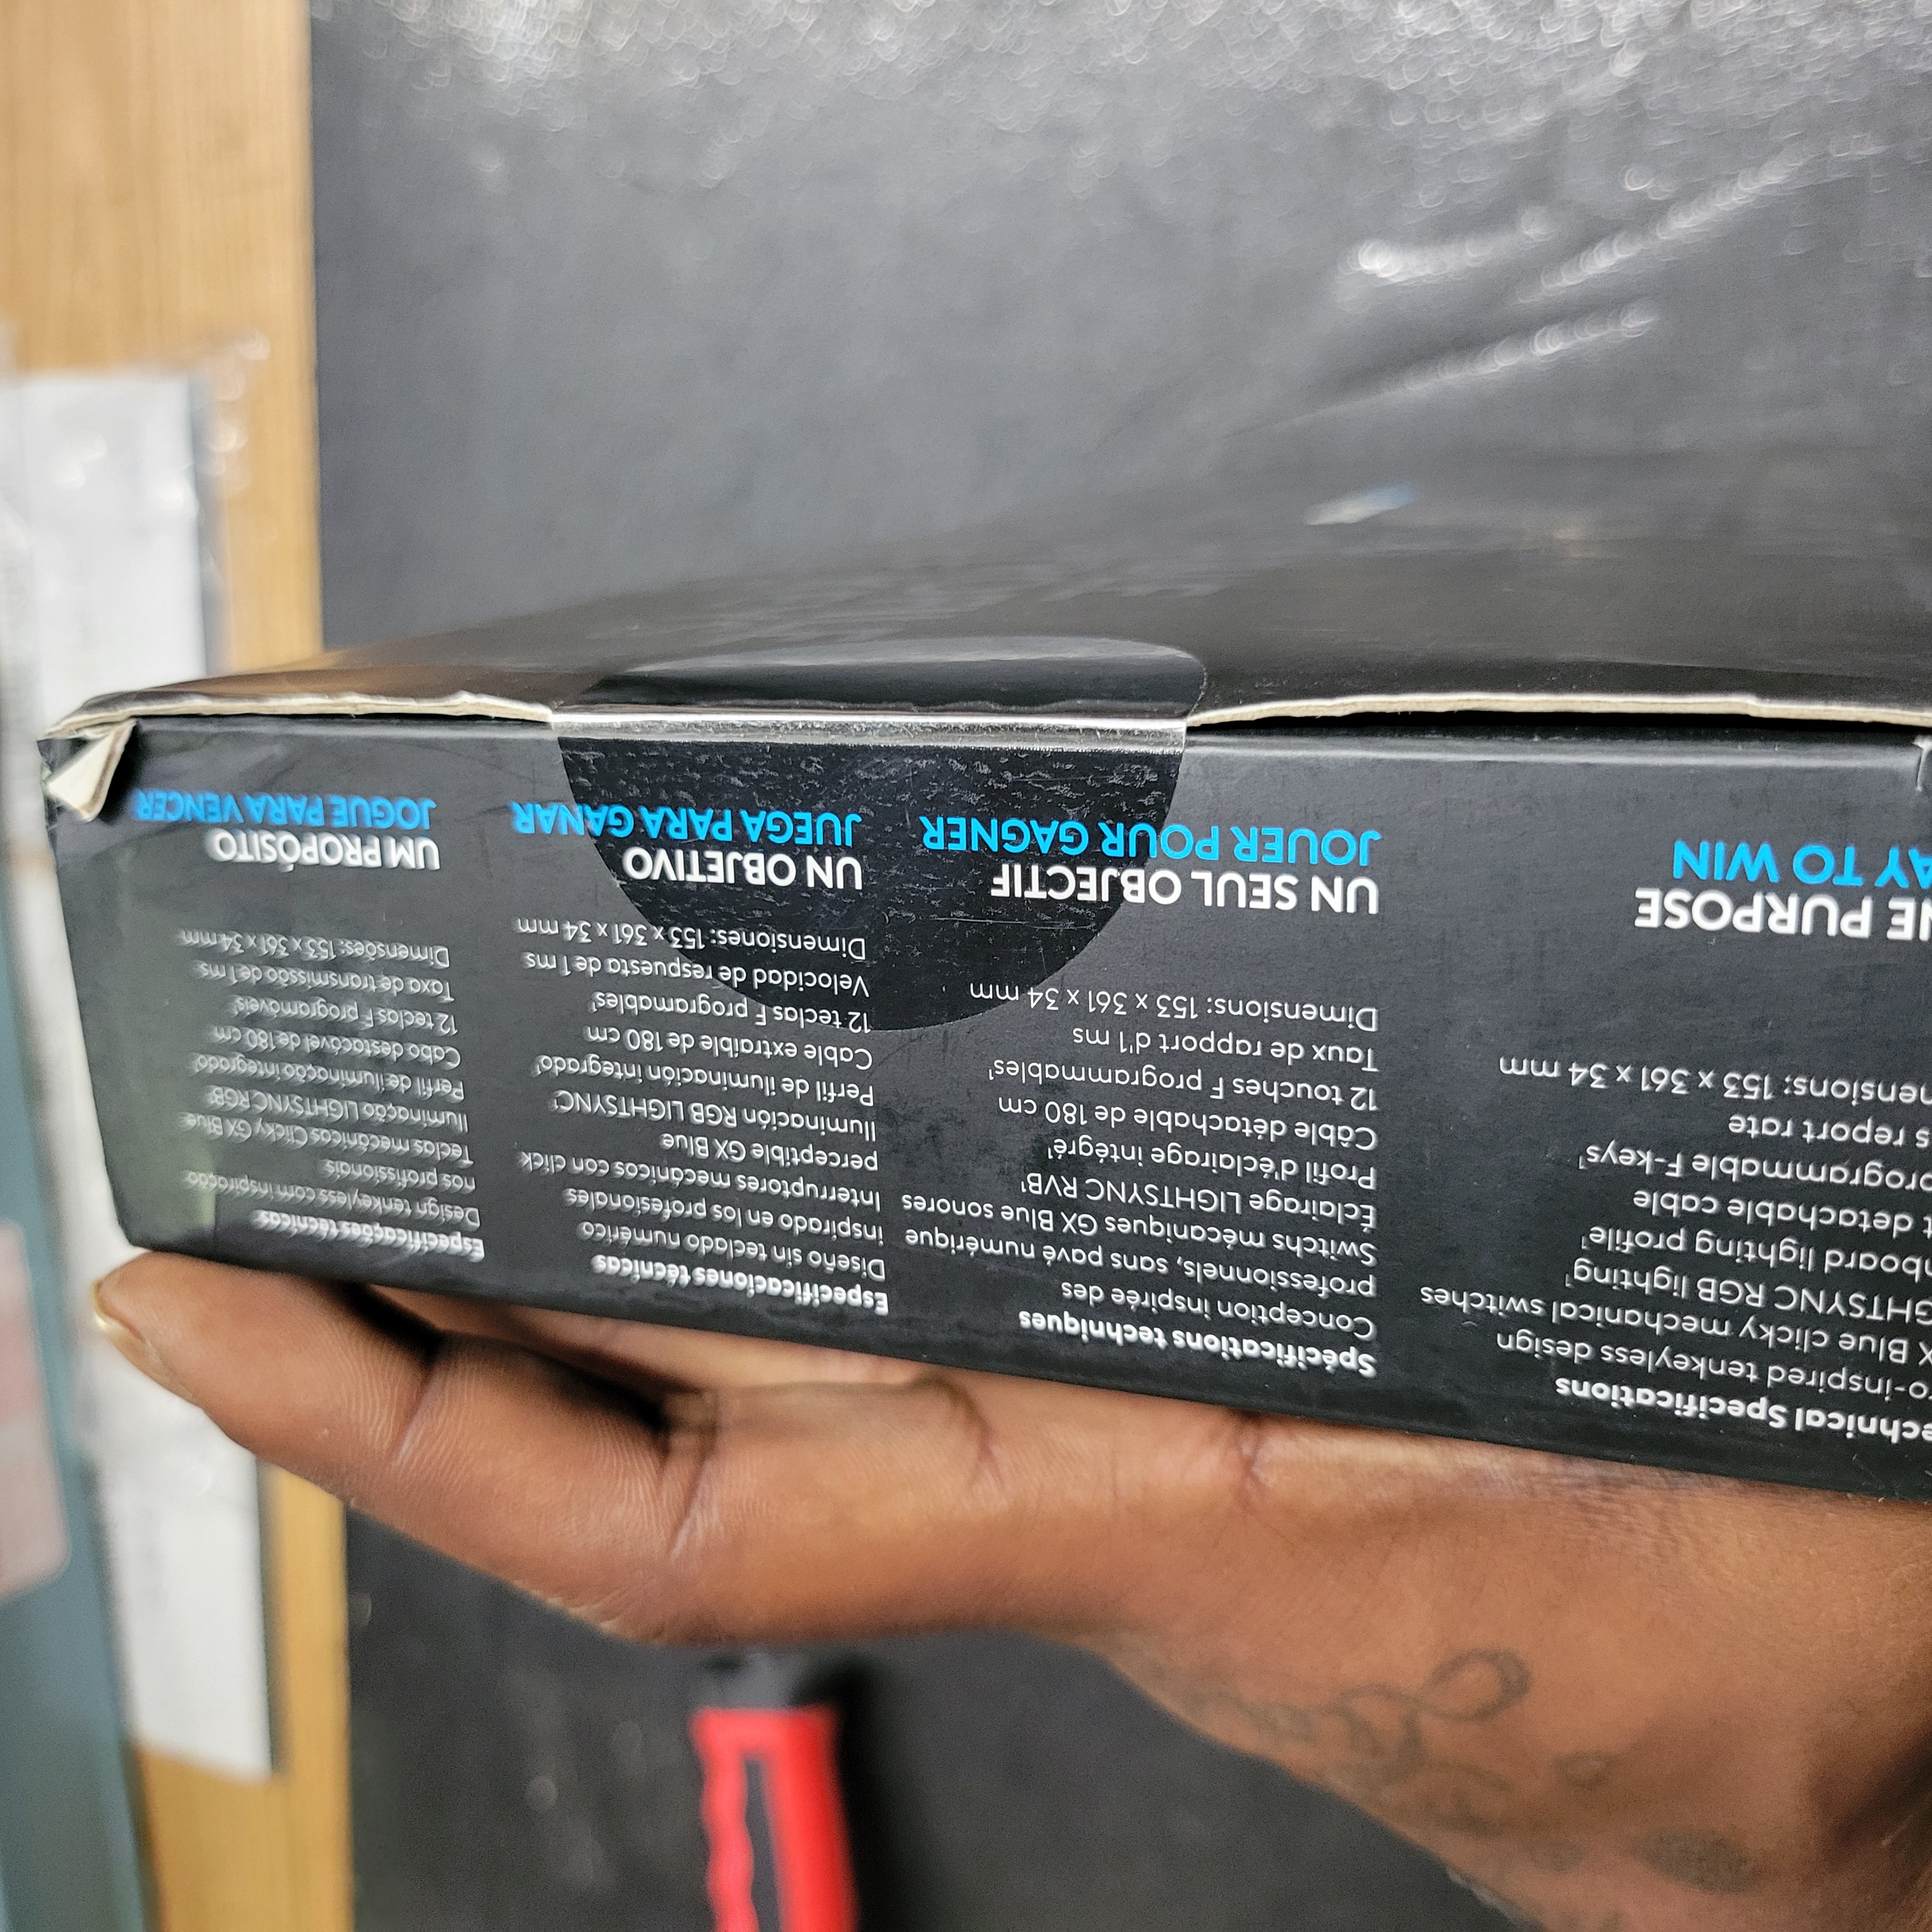 echnical Specifications
o-inspired tenkeyless design
X Blue clicky mechanical switches
GHTSYNC RGB lighting¹
board lighting profile¹
detachable cable
programmable F-keys¹
s report rate
ensions: 153 x 361 x 34 mm
NE PURPOSE
AY TO WIN
Spécifications techniques
Conception inspirée des
professionnels, sans pavé numérique
Switchs mécaniques GX Blue sonores
Éclairage LIGHTSYNC RVB¹
Profil d'éclairage intégré¹
Câble détachable de 180 cm
12 touches F programmables¹
Taux de rapport d'1 ms
Dimensions: 153 x 361 x 34 mm
UN SEUL OBJECTIF
JOUER POUR GAGNER
Especificaciones técnicas
Diseño sin teclado numérico
inspirado en los profesionales
Interruptores mecánicos con click
perceptible GX Blue
Iluminación RGB LIGHTSYNC¹
Perfil de iluminación integrado¹
Cable extraíble de 180 cm
12 teclas F programables¹
Velocidad de respuesta de 1 ms
Dimensiones: 153 x 361 x 34 mm
UN OBJETIVO
JUEGA PARA GANAR
Especificações técnicas
Design tenkeyless com inspiração
nos profissionais
Teclas mecânicas Clicky GX Blue
Iluminação LIGHTSYNC RGB¹
Perfil de iluminação integrado¹
Cabo destacável de 180 cm
12 teclas F programáveis¹
Taxa de transmissão de 1 ms
Dimensões: 153 x 361 x 34 mm
UM PROPÓSITO
JOGUE PARA VENCER